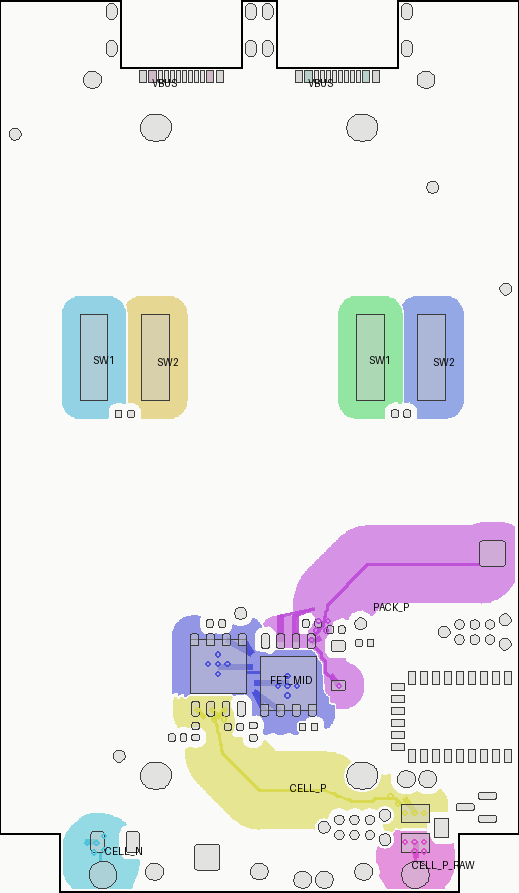 VBUS
VBUS
SW1
SW2
SW1
SW2
PACK_P
FET_MID
CELL_P
CELL_N
CELL_P_RAW